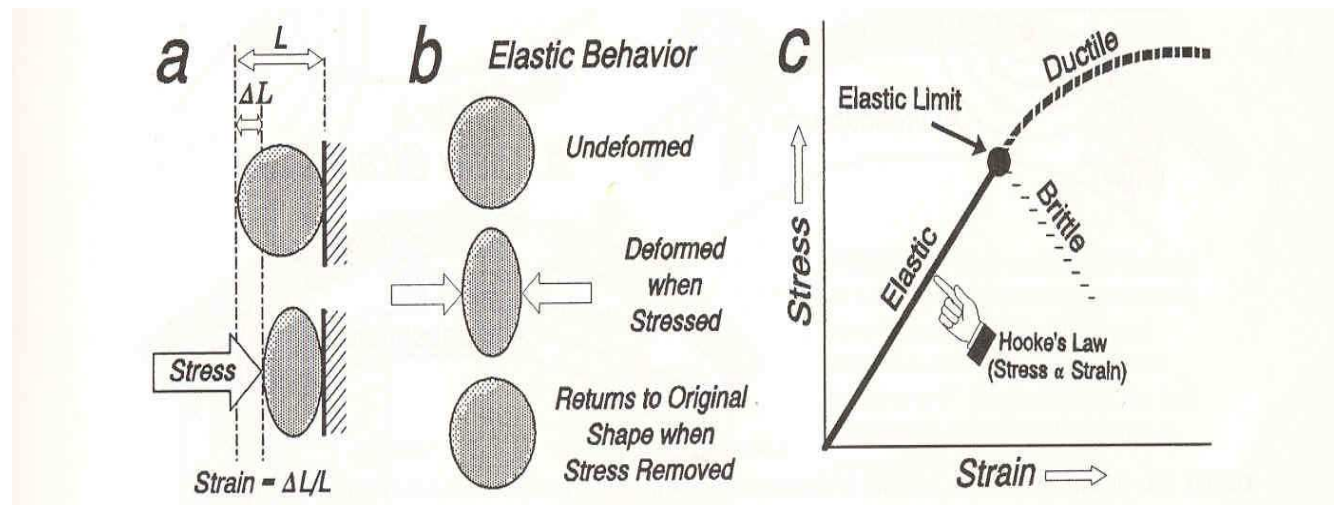 a
L
ΔL
Stress
Strain = ΔL/L
b
Elastic Behavior
Undeformed
Deformed
when
Stressed
Returns to Original
Shape when
Stress Removed
c
Ductile
Elastic Limit
Brittle
Elastic
Hooke's Law
(Stress α Strain)
Stress
Strain